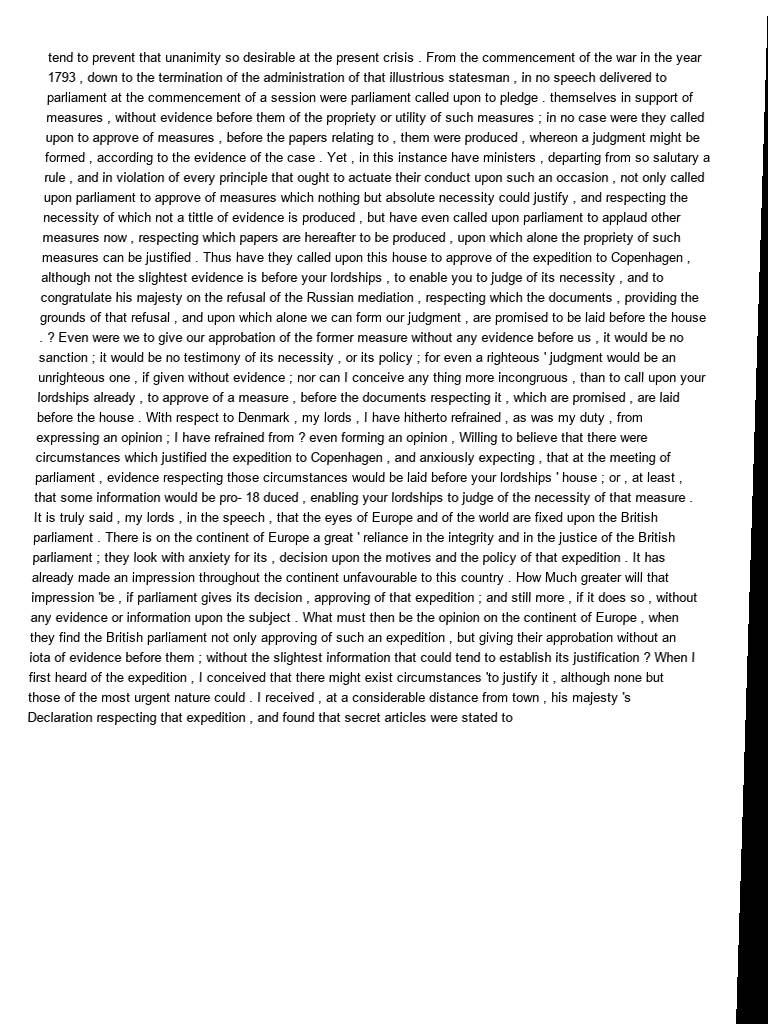 tend to prevent that unanimity so desirable at the present crisis . From the commencement of the war in the year
1793 , down to the termination of the administration of that illustrious statesman , in no speech delivered to
parliament at the commencement of a session were parliament called upon to pledge . themselves in support of
measures , without evidence before them of the propriety or utility of such measures ; in no case were they called
upon to approve of measures , before the papers relating to , them were produced , whereon a judgment might be
formed , according to the evidence of the case . Yet , in this instance have ministers , departing from so salutary a
rule , and in violation of every principle that ought to actuate their conduct upon such an occasion , not only called
upon parliament to approve of measures which nothing but absolute necessity could justify , and respecting the
necessity of which not a tittle of evidence is produced , but have even called upon parliament to applaud other
measures now , respecting which papers are hereafter to be produced , upon which alone the propriety of such
measures can be justified . Thus have they called upon this house to approve of the expedition to Copenhagen ,
although not the slightest evidence is before your lordships , to enable you to judge of its necessity , and to
congratulate his majesty on the refusal of the Russian mediation , respecting which the documents , providing the
grounds of that refusal , and upon which alone we can form our judgment , are promised to be laid before the house
. ? Even were we to give our approbation of the former measure without any evidence before us , it would be no
sanction ; it would be no testimony of its necessity , or its policy ; for even a righteous ' judgment would be an
unrighteous one , if given without evidence ; nor can I conceive any thing more incongruous , than to call upon your
lordships already , to approve of a measure , before the documents respecting it , which are promised , are laid
before the house . With respect to Denmark , my lords , I have hitherto refrained , as was my duty , from
expressing an opinion ; I have refrained from ? even forming an opinion , Willing to believe that there were
circumstances which justified the expedition to Copenhagen , and anxiously expecting , that at the meeting of
parliament , evidence respecting those circumstances would be laid before your lordships ' house ; or , at least ,
that some information would be pro- 18 duced , enabling your lordships to judge of the necessity of that measure .
It is truly said , my lords , in the speech , that the eyes of Europe and of the world are fixed upon the British
parliament . There is on the continent of Europe a great ' reliance in the integrity and in the justice of the British
parliament ; they look with anxiety for its , decision upon the motives and the policy of that expedition . It has
already made an impression throughout the continent unfavourable to this country . How Much greater will that
impression 'be , if parliament gives its decision , approving of that expedition ; and still more , if it does so , without
any evidence or information upon the subject . What must then be the opinion on the continent of Europe , when
they find the British parliament not only approving of such an expedition , but giving their approbation without an
iota of evidence before them ; without the slightest information that could tend to establish its justification ? When I
first heard of the expedition , I conceived that there might exist circumstances 'to justify it , although none but
those of the most urgent nature could . I received , at a considerable distance from town , his majesty 's
Declaration respecting that expedition , and found that secret articles were stated to